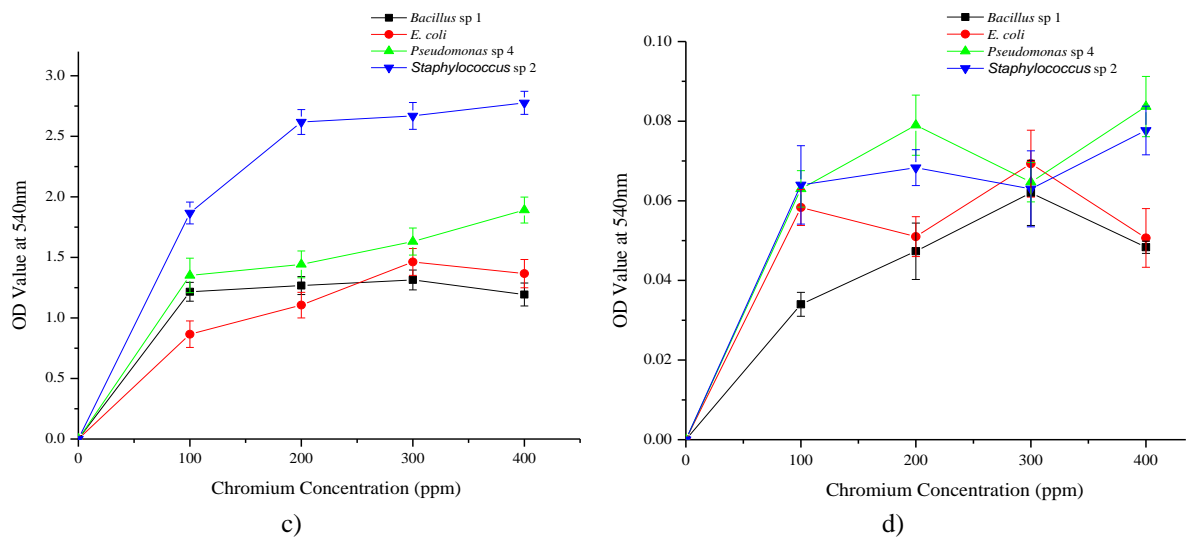 Bacillus sp 1
E. coli
Pseudomonas sp 4
Staphylococcus sp 2
3.0
2.5
2.0
1.5
1.0
0.5
0.0
OD Value at 540nm
0 100 200 300 400
Chromium Concentration (ppm)
c)
Bacillus sp 1
E. coli
Pseudomonas sp 4
Staphylococcus sp 2
0.10
0.08
0.06
0.04
0.02
0.00
OD Value at 540nm
0 100 200 300 400
Chromium Concentration (ppm)
d)